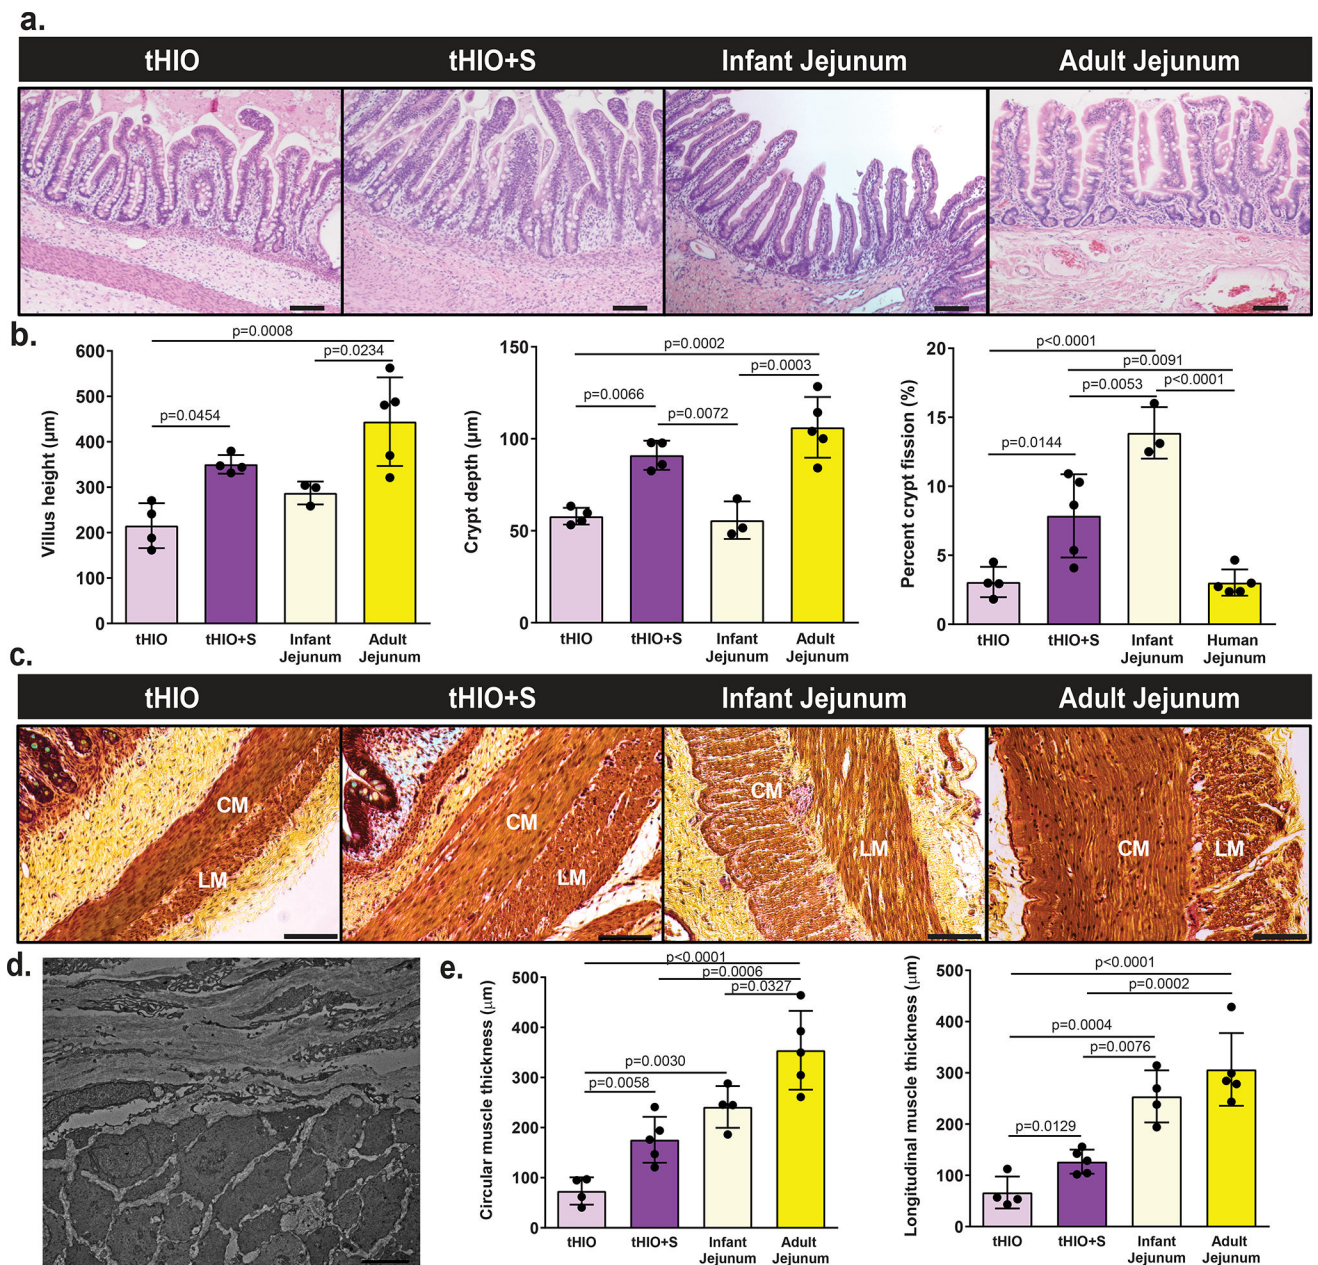 a.
tHIO
tHIO+S
Infant Jejunum
Adult Jejunum
b.
Villus height (µm)
600
500
400
300
200
100
0
p=0.0008
p=0.0234
p=0.0454
tHIO
tHIO+S
Infant
Jejunum
Adult
Jejunum
Crypt depth (µm)
150
100
50
0
p=0.0002
p=0.0003
p=0.0066
p=0.0072
tHIO
tHIO+S
Infant
Jejunum
Adult
Jejunum
Percent crypt fission (%)
20
15
10
5
0
p<0.0001
p=0.0091
p=0.0053
p<0.0001
p=0.0144
tHIO
tHIO+S
Infant
Jejunum
Human
Jejunum
c.
tHIO
tHIO+S
Infant Jejunum
Adult Jejunum
CM
LM
CM
LM
CM
LM
CM
LM
d.
e.
Circular muscle thickness (µm)
500
400
300
200
100
0
p<0.0001
p=0.0006
p=0.0327
p=0.0030
p=0.0058
tHIO
tHIO+S
Infant
Jejunum
Adult
Jejunum
Longitudinal muscle thickness (µm)
500
400
300
200
100
0
p<0.0001
p=0.0002
p=0.0004
p=0.0076
p=0.0129
tHIO
tHIO+S
Infant
Jejunum
Adult
Jejunum